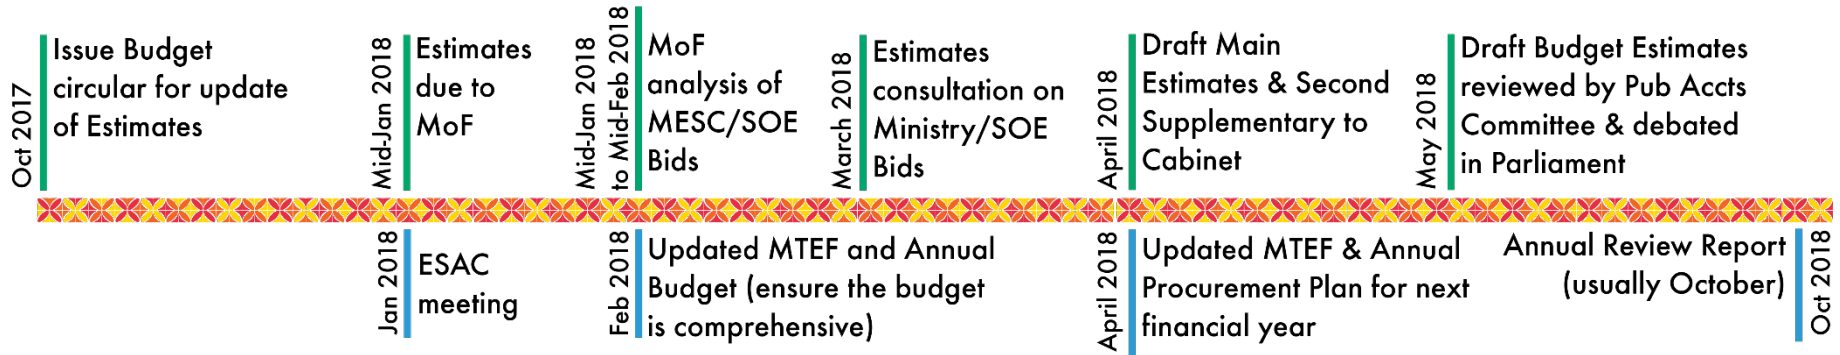 Oct 2017
Issue Budget
circular for update
of Estimates
Mid-Jan 2018
Estimates
due to
MoF
Mid-Jan 2018
to Mid-Feb 2018
MoF
analysis of
MESC/SOE
Bids
March 2018
Estimates
consultation on
Ministry/SOE
Bids
April 2018
Draft Main
Estimates & Second
Supplementary to
Cabinet
May 2018
Draft Budget Estimates
reviewed by Pub Accts
Committee & debated
in Parliament
Jan 2018
ESAC
meeting
Feb 2018
Updated MTEF and Annual
Budget (ensure the budget
is comprehensive)
April 2018
Updated MTEF & Annual
Procurement Plan for next
financial year
Annual Review Report
(usually October)
Oct 2018